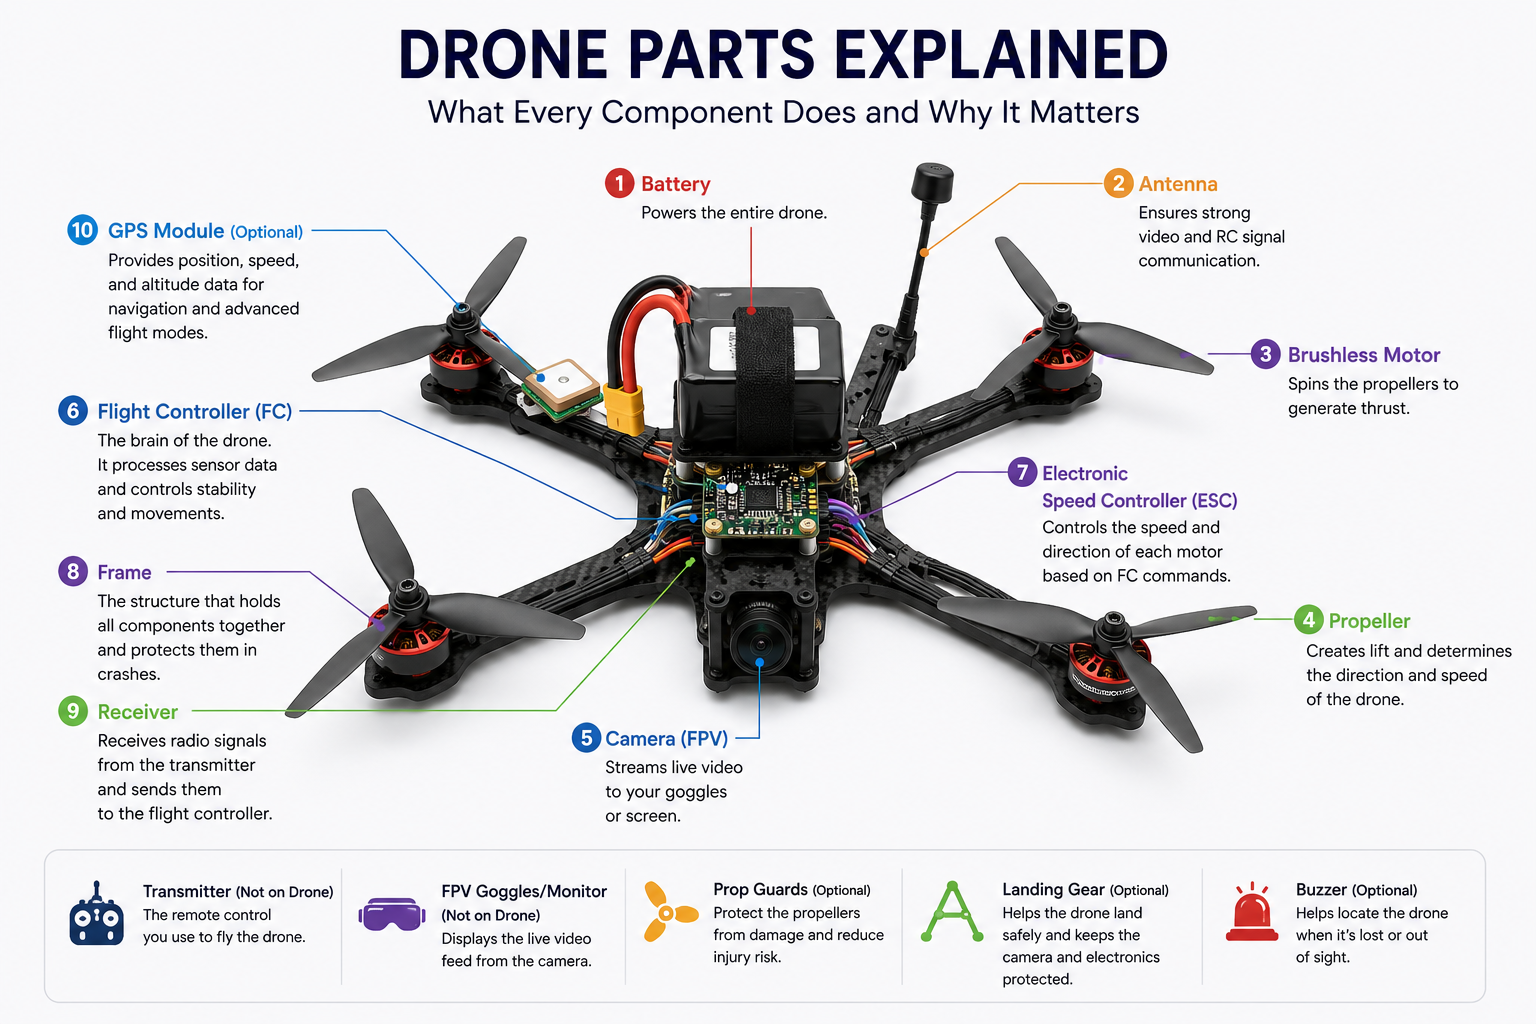 DRONE PARTS EXPLAINED
What Every Component Does and Why It Matters
1 Battery
Powers the entire drone.
2 Antenna
Ensures strong
video and RC signal
communication.
10 GPS Module (Optional)
Provides position, speed,
and altitude data for
navigation and advanced
flight modes.
3 Brushless Motor
Spins the propellers to
generate thrust.
6 Flight Controller (FC)
The brain of the drone.
It processes sensor data
and controls stability
and movements.
7 Electronic
Speed Controller (ESC)
Controls the speed and
direction of each motor
based on FC commands.
8 Frame
The structure that holds
all components together
and protects them in
crashes.
4 Propeller
Creates lift and determines
the direction and speed
of the drone.
9 Receiver
Receives radio signals
from the transmitter
and sends them
to the flight controller.
5 Camera (FPV)
Streams live video
to your goggles
or screen.
Transmitter (Not on Drone)
The remote control
you use to fly the drone.
FPV Goggles/Monitor
(Not on Drone)
Displays the live video
feed from the camera.
Prop Guards (Optional)
Protect the propellers
from damage and reduce
injury risk.
Landing Gear (Optional)
Helps the drone land
safely and keeps the
camera and electronics
protected.
Buzzer (Optional)
Helps locate the drone
when it's lost or out
of sight.